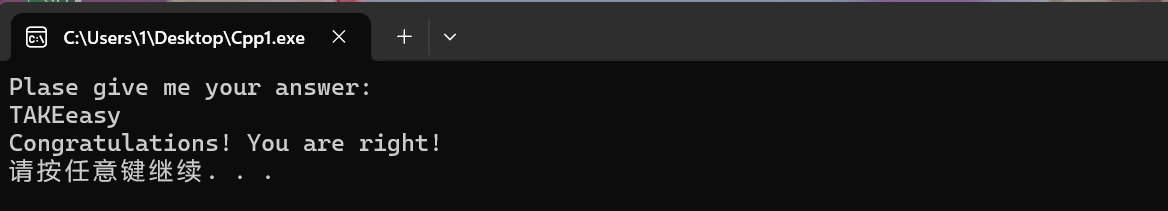 C:\Users\1\Desktop\Cpp1.exe
Plase give me your answer:
TAKEeasy
Congratulations! You are right!
请按任意键继续. . .